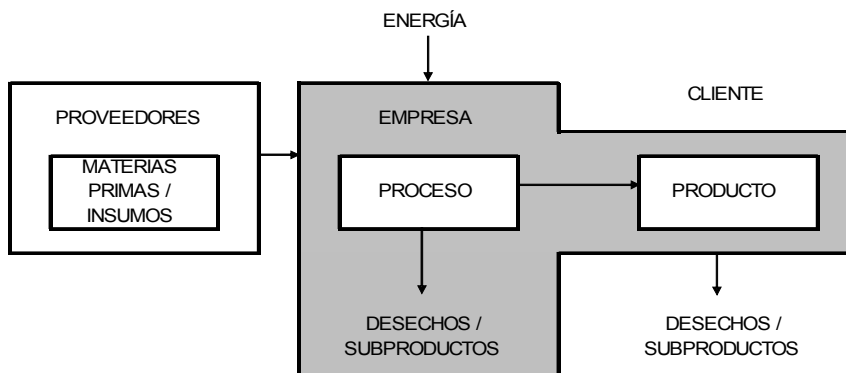 ENERGÍA
CLIENTE
PROVEEDORES
EMPRESA
MATERIAS
PRIMAS /
INSUMOS
PROCESO
PRODUCTO
DESECHOS /
SUBPRODUCTOS
DESECHOS /
SUBPRODUCTOS